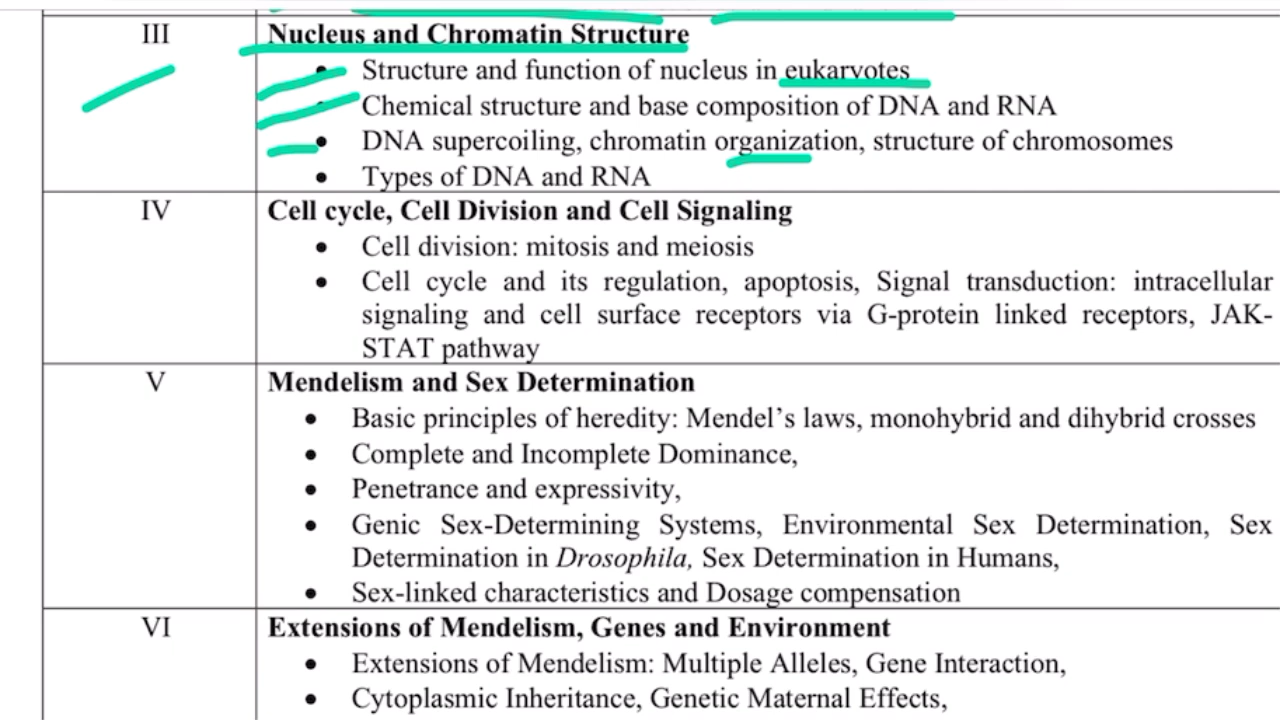 III
Nucleus and Chromatin Structure
• Structure and function of nucleus in eukaryotes
• Chemical structure and base composition of DNA and RNA
• DNA supercoiling, chromatin organization, structure of chromosomes
• Types of DNA and RNA
IV
Cell cycle, Cell Division and Cell Signaling
• Cell division: mitosis and meiosis
• Cell cycle and its regulation, apoptosis, Signal transduction: intracellular
signaling and cell surface receptors via G-protein linked receptors, JAK-
STAT pathway
V
Mendelism and Sex Determination
• Basic principles of heredity: Mendel’s laws, monohybrid and dihybrid crosses
• Complete and Incomplete Dominance,
• Penetrance and expressivity,
• Genic Sex-Determining Systems, Environmental Sex Determination, Sex
Determination in Drosophila, Sex Determination in Humans,
• Sex-linked characteristics and Dosage compensation
VI
Extensions of Mendelism, Genes and Environment
• Extensions of Mendelism: Multiple Alleles, Gene Interaction,
• Cytoplasmic Inheritance, Genetic Maternal Effects,